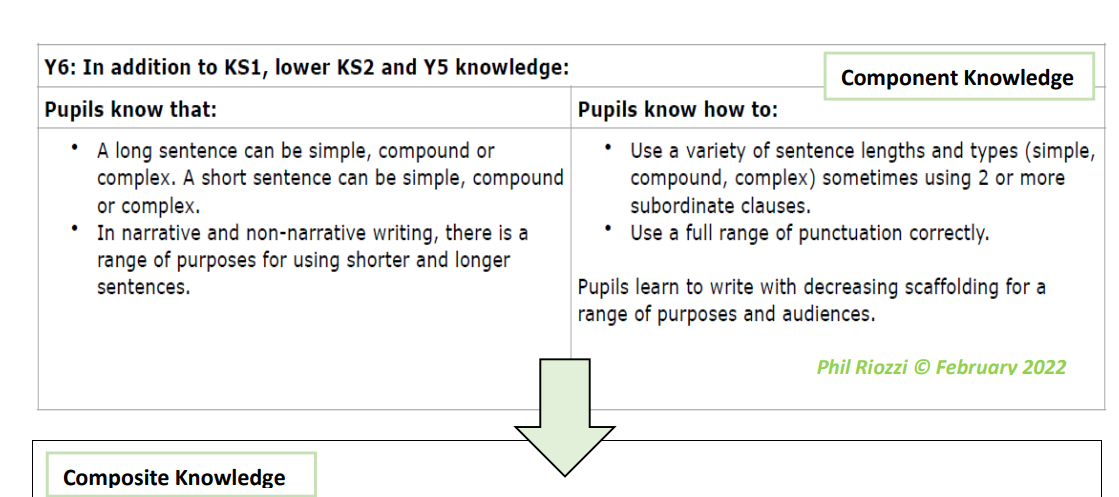 Y6: In addition to KS1, lower KS2 and Y5 knowledge:
Component Knowledge
Pupils know that:
• A long sentence can be simple, compound or
complex. A short sentence can be simple, compound
or complex.
• In narrative and non-narrative writing, there is a
range of purposes for using shorter and longer
sentences.
Pupils know how to:
• Use a variety of sentence lengths and types (simple,
compound, complex) sometimes using 2 or more
subordinate clauses.
• Use a full range of punctuation correctly.
Pupils learn to write with decreasing scaffolding for a
range of purposes and audiences.
Phil Riozzi © February 2022
Composite Knowledge